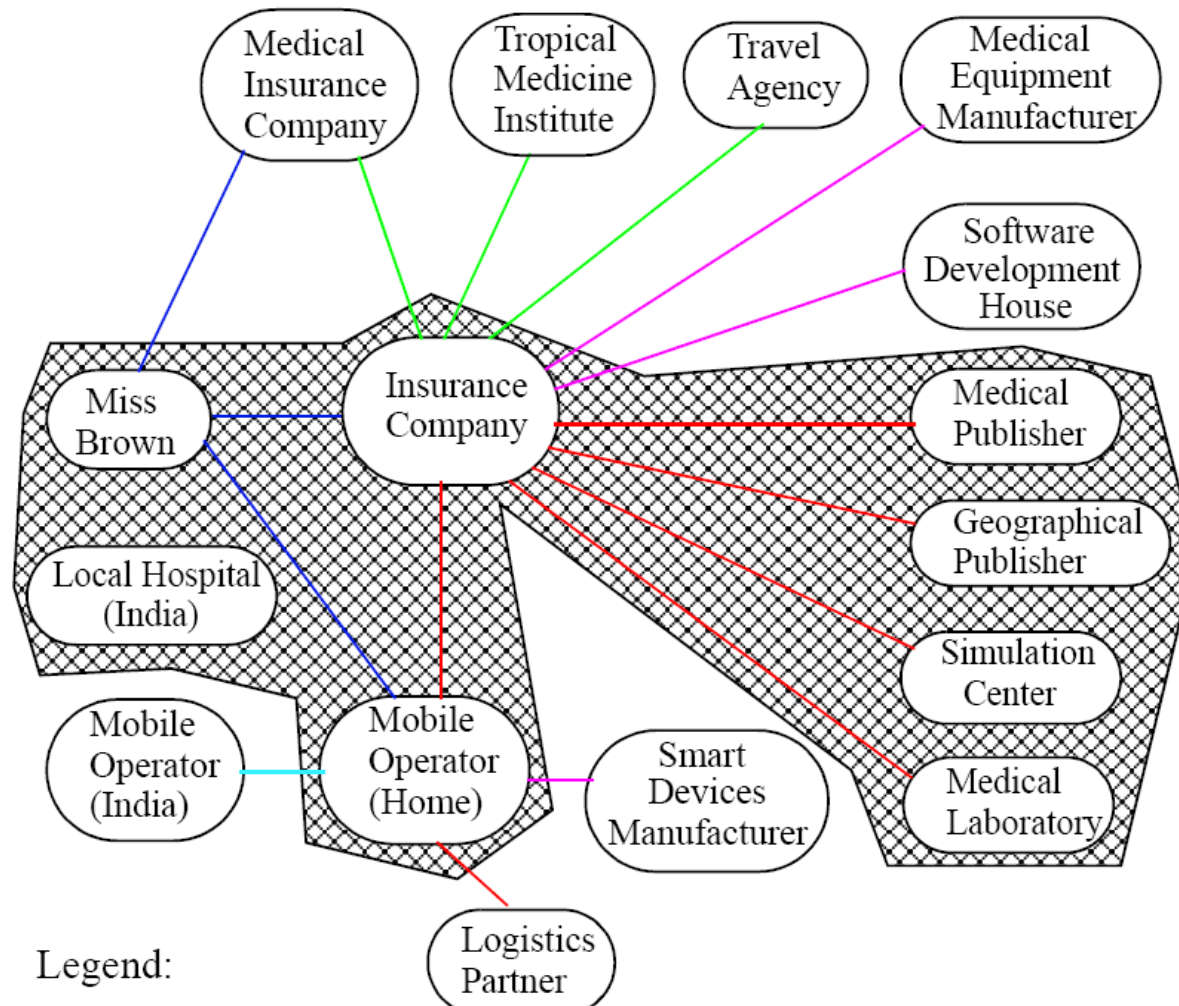 Medical
Insurance
Company
Tropical
Medicine
Institute
Travel
Agency
Medical
Equipment
Manufacturer
Software
Development
House
Miss
Brown
Insurance
Company
Medical
Publisher
Geographical
Publisher
Local Hospital
(India)
Simulation
Center
Mobile
Operator
(India)
Mobile
Operator
(Home)
Smart
Devices
Manufacturer
Medical
Laboratory
Logistics
Partner
Legend: